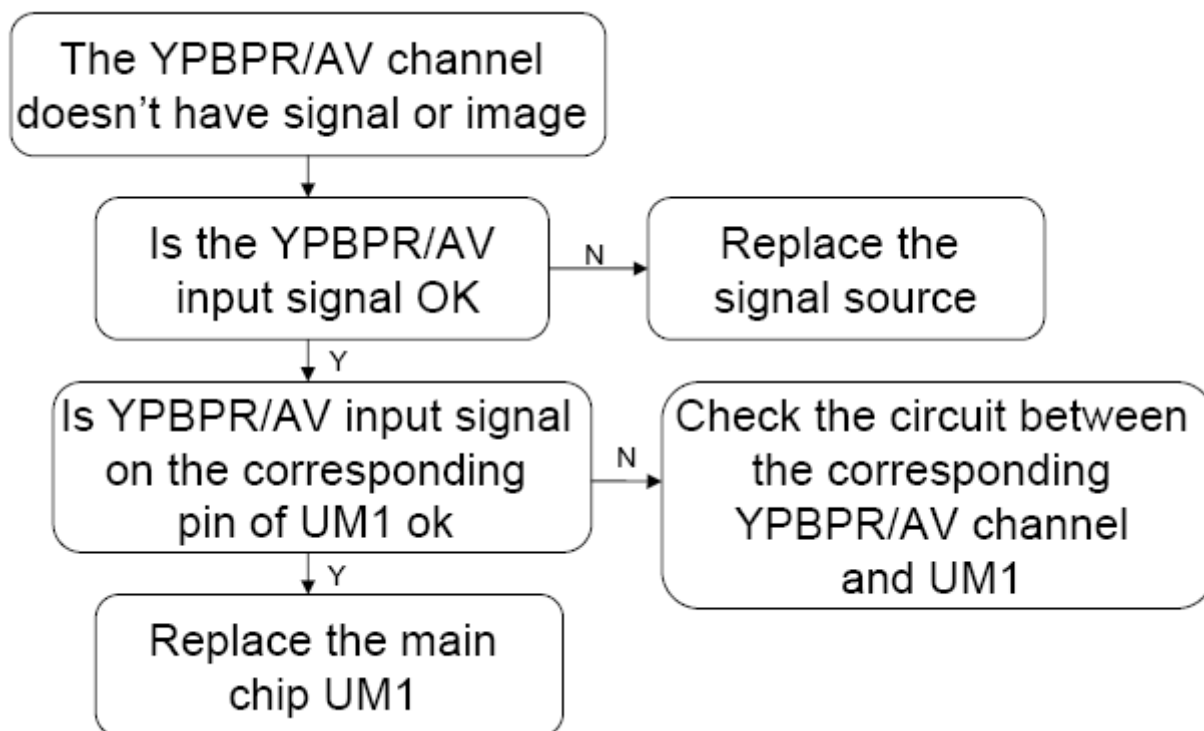 The YPBPR/AV channel
doesn't have signal or image
Is the YPBPR/AV
input signal OK
N
Replace the
signal source
Y
Is YPBPR/AV input signal
on the corresponding
pin of UM1 ok
N
Check the circuit between
the corresponding
YPBPR/AV channel
and UM1
Y
Replace the main
chip UM1